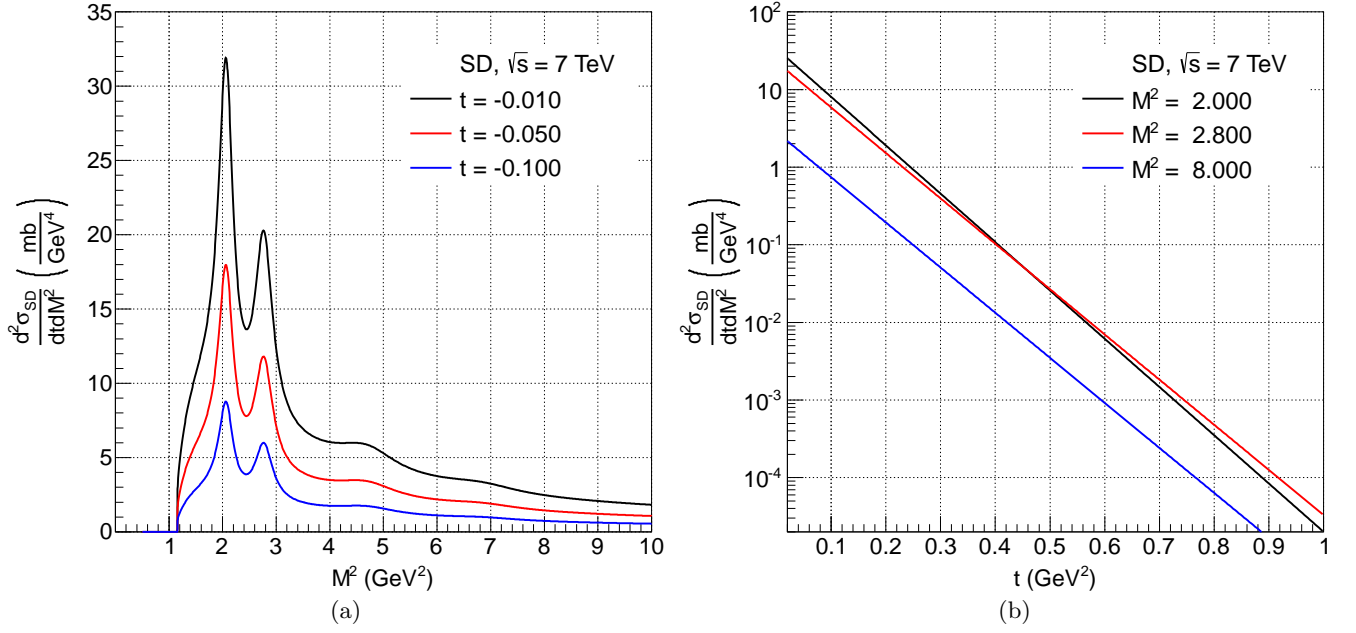 35
30
25
20
15
10
5
0
1 2 3 4 5 6 7 8 9 10
M² (GeV²)
d²σ_SD/dtdM² (mb/GeV⁴)
SD, √s = 7 TeV
t = -0.010
t = -0.050
t = -0.100
(a)
10²
10
1
10⁻¹
10⁻²
10⁻³
10⁻⁴
0.1 0.2 0.3 0.4 0.5 0.6 0.7 0.8 0.9 1
t (GeV²)
d²σ_SD/dtdM² (mb/GeV⁴)
SD, √s = 7 TeV
M² = 2.000
M² = 2.800
M² = 8.000
(b)